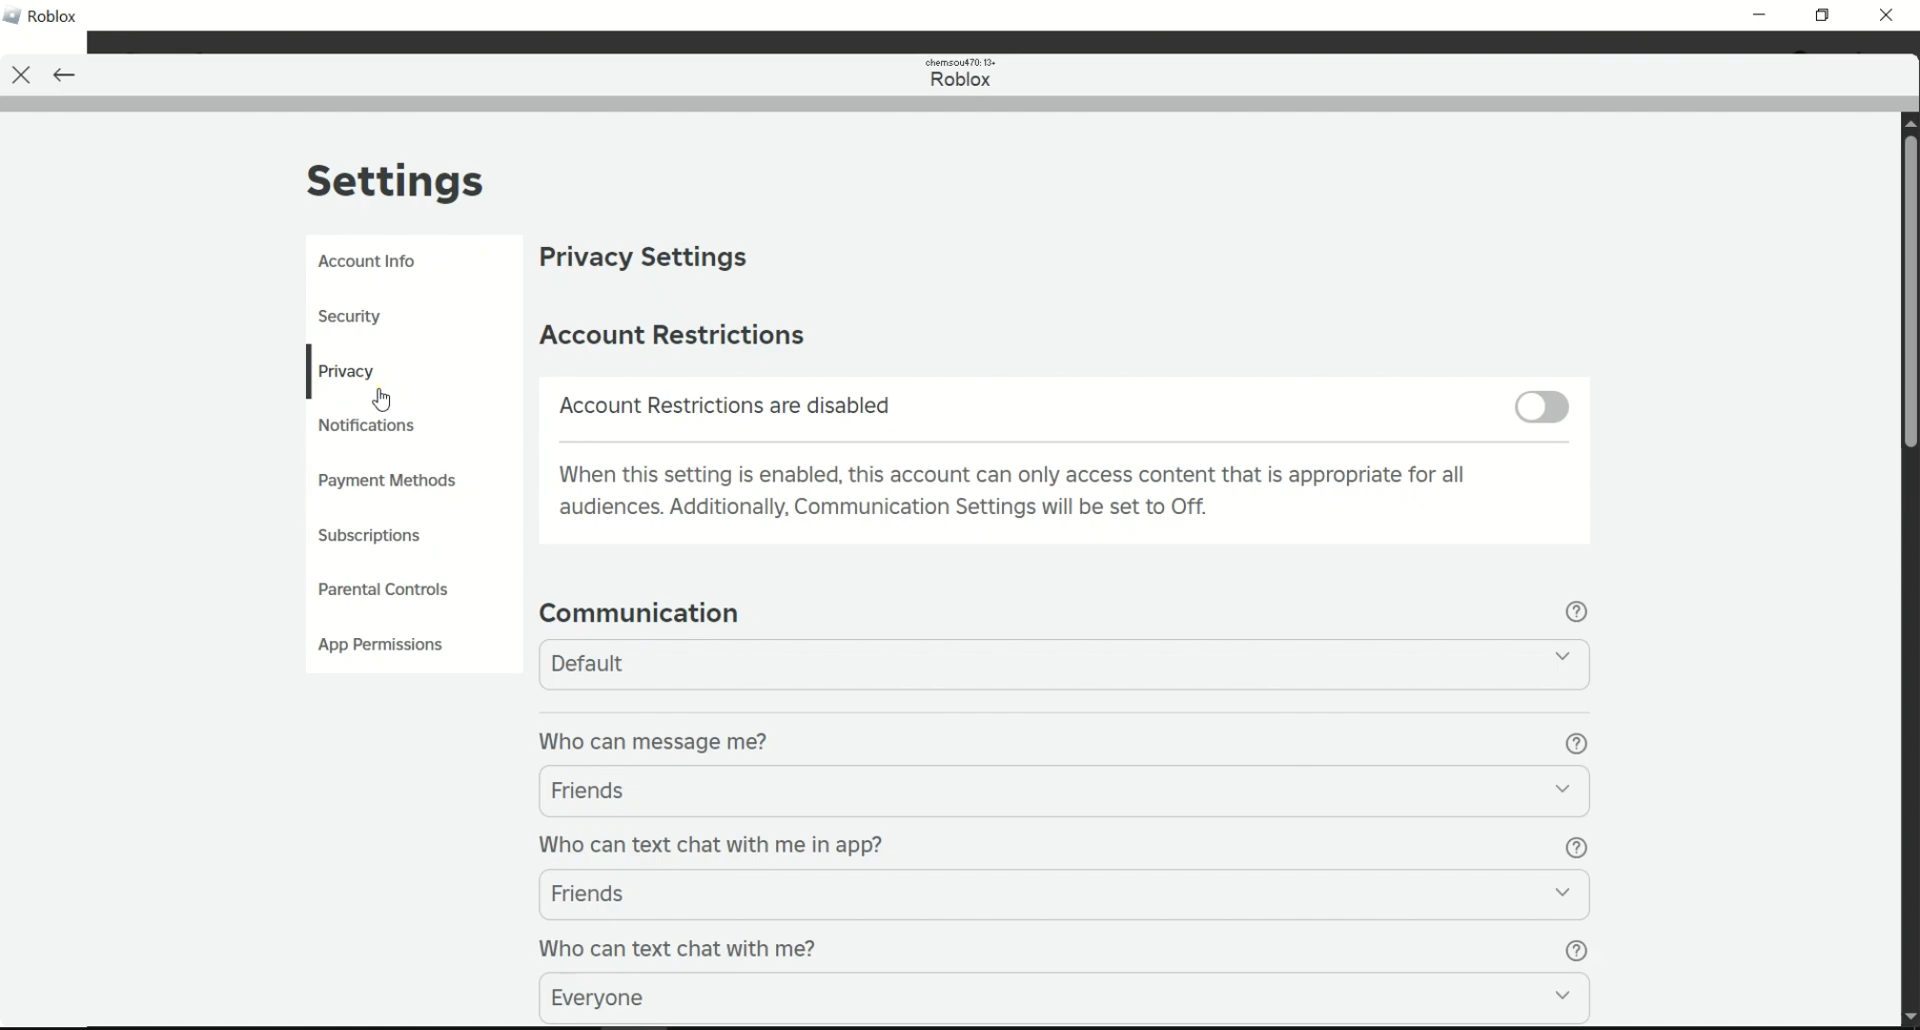 Roblox
chemsou470: 13+
Roblox
Settings
Account Info
Security
Privacy
Notifications
Payment Methods
Subscriptions
Parental Controls
App Permissions
Privacy Settings
Account Restrictions
Account Restrictions are disabled
When this setting is enabled, this account can only access content that is appropriate for all
audiences. Additionally, Communication Settings will be set to Off.
Communication
Default
Who can message me?
Friends
Who can text chat with me in app?
Friends
Who can text chat with me?
Everyone